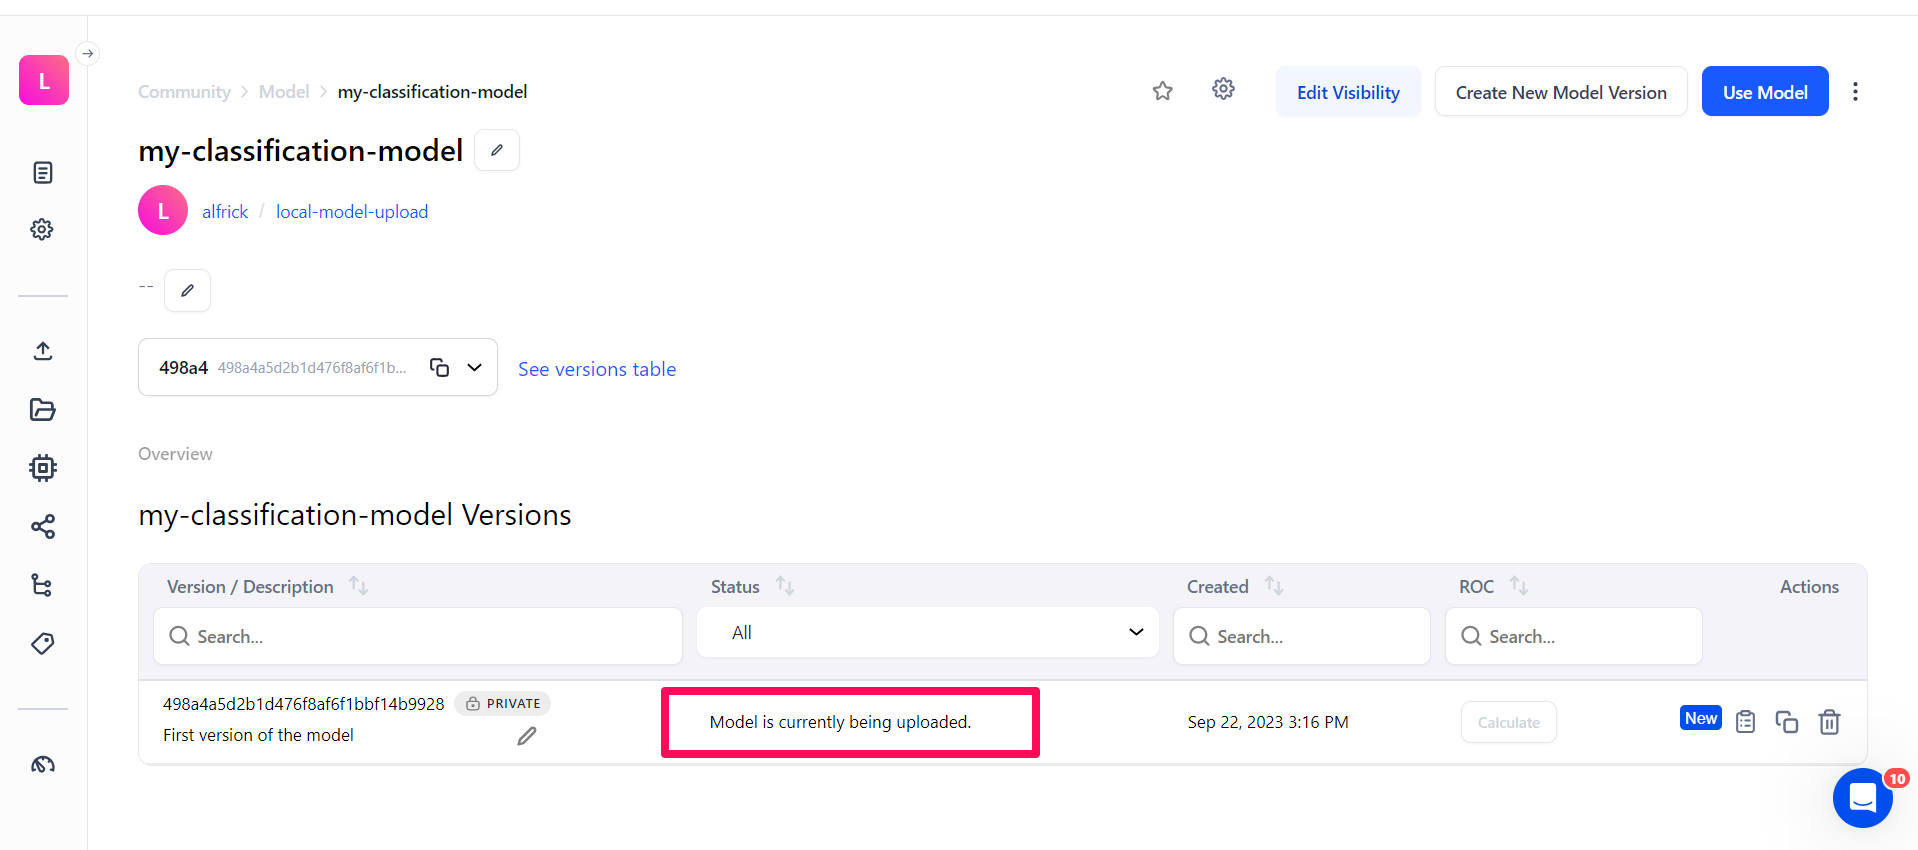 L
Community > Model > my-classification-model
Edit Visibility
Create New Model Version
Use Model
my-classification-model
L
alfrick / local-model-upload
--
498a4 498a4a5d2b1d476f8af6f1b...
See versions table
Overview
my-classification-model Versions
Version / Description Status Created ROC Actions
Search... All Search... Search...
498a4a5d2b1d476f8af6f1bbf14b9928 PRIVATE
First version of the model
Model is currently being uploaded.
Sep 22, 2023 3:16 PM
Calculate
New
10